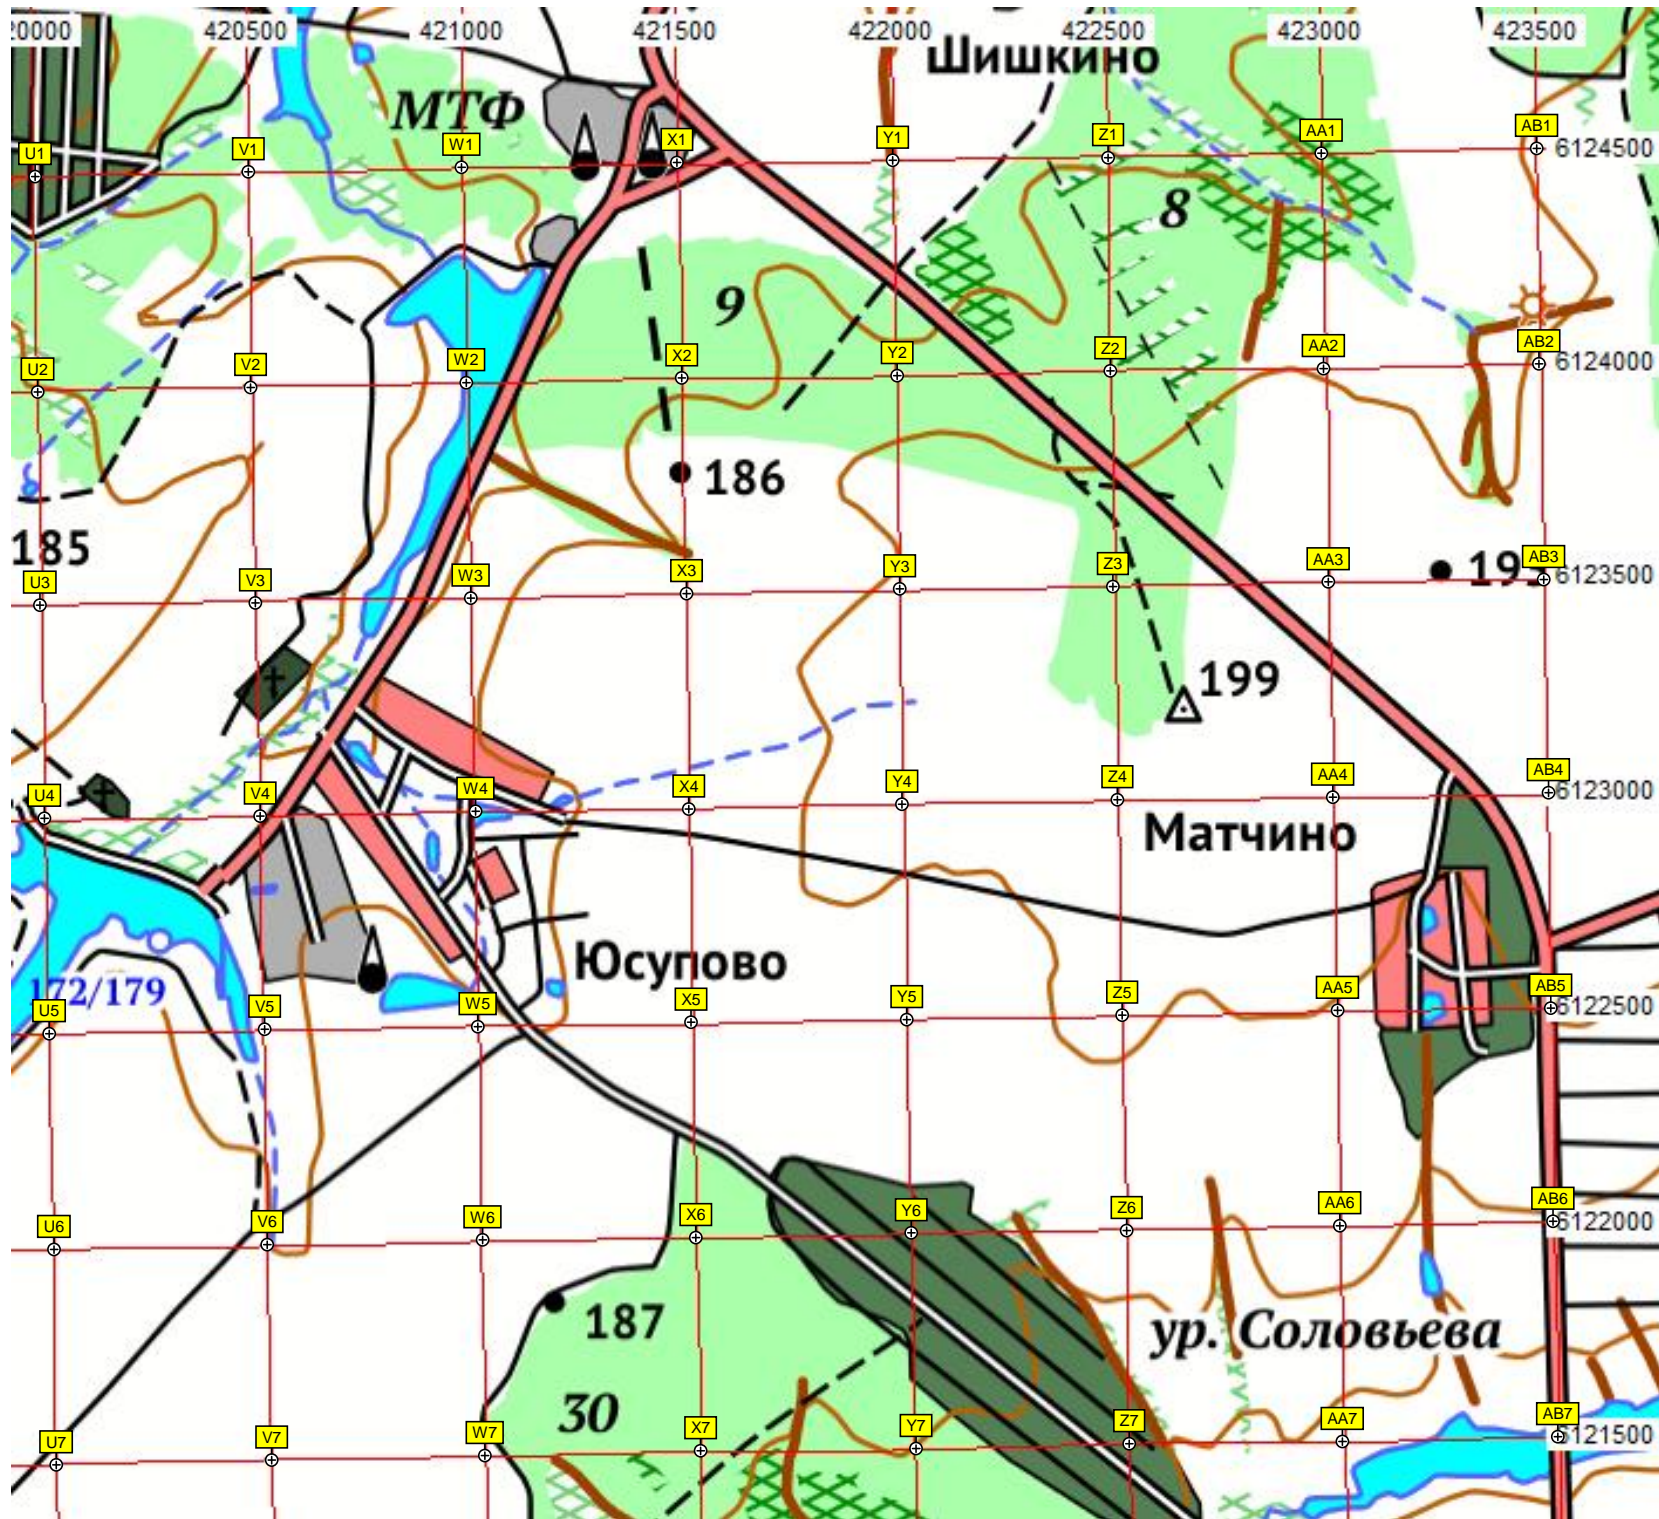 20000 420500 421000 421500 422000 422500 423000 423500
Шишкино
МТФ
U1 V1 W1 X1 Y1 Z1 AA1 AB1 6124500
8
9
U2 V2 W2 X2 Y2 Z2 AA2 AB2 6124000
186
185
U3 V3 W3 X3 Y3 Z3 AA3 AB3 6123500
199
U4 V4 W4 X4 Y4 Z4 AA4 AB4 6123000
Матчино
Юсупово
172/179
U5 V5 W5 X5 Y5 Z5 AA5 AB5 6122500
U6 V6 W6 X6 Y6 Z6 AA6 AB6 6122000
187
ур. Соловьева
30
U7 V7 W7 X7 Y7 Z7 AA7 AB7 6121500